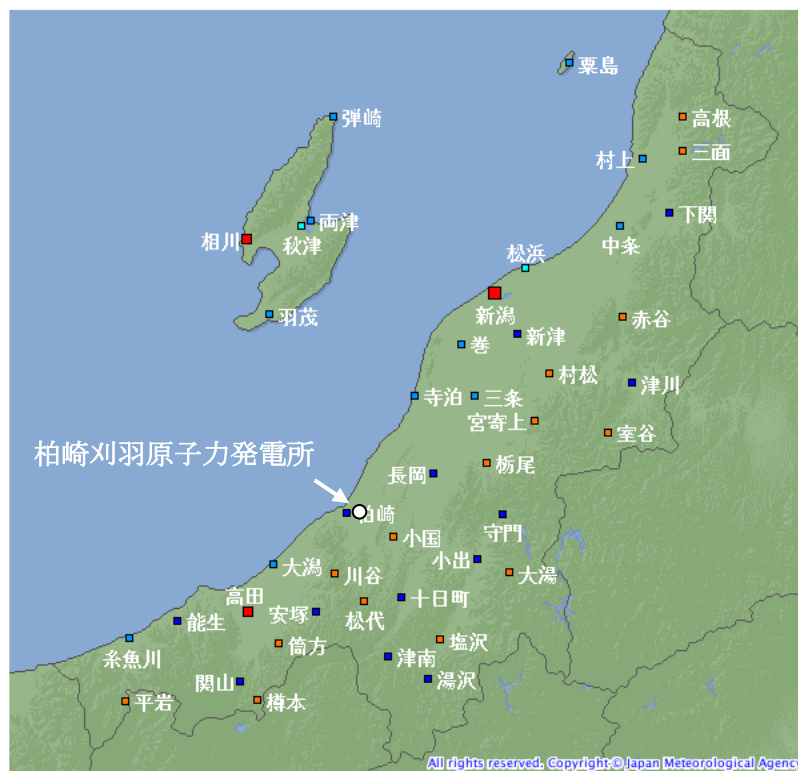 粟島
弾崎
高根
三面
村上
両津
下関
相川
秋津
中条
松浜
羽茂
新潟
赤谷
新津
巻
村松
津川
寺泊
三条
宮寄上
室谷
柏崎刈羽原子力発電所
栃尾
長岡
柏崎
守門
小国
小出
大潟
川谷
大湯
高田
十日町
安塚
松代
能生
筒方
塩沢
糸魚川
津南
関山
湯沢
平岩
樽本
All rights reserved. Copyright © Japan Meteorological Agency